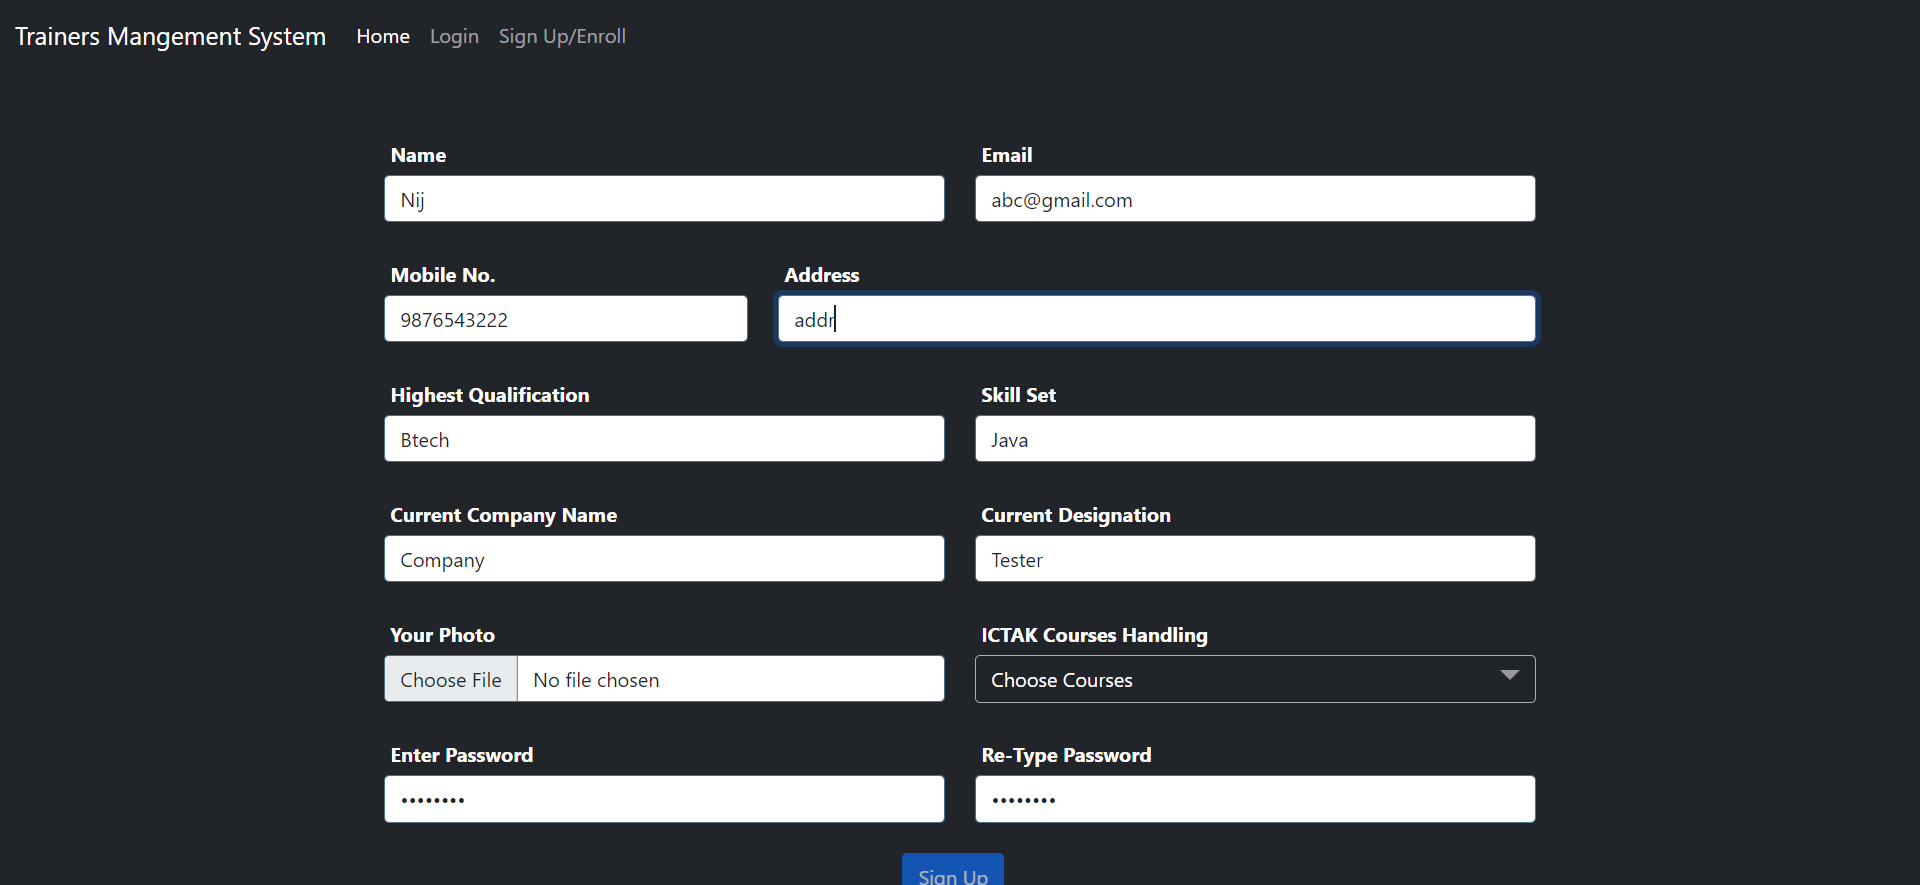 Trainers Mangement System Home Login Sign Up/Enroll
Name Email
Nij abc@gmail.com
Mobile No. Address
9876543222 addr
Highest Qualification Skill Set
Btech Java
Current Company Name Current Designation
Company Tester
Your Photo ICTAK Courses Handling
Choose File No file chosen Choose Courses
Enter Password Re-Type Password
•••••••• ••••••••
Sign Up